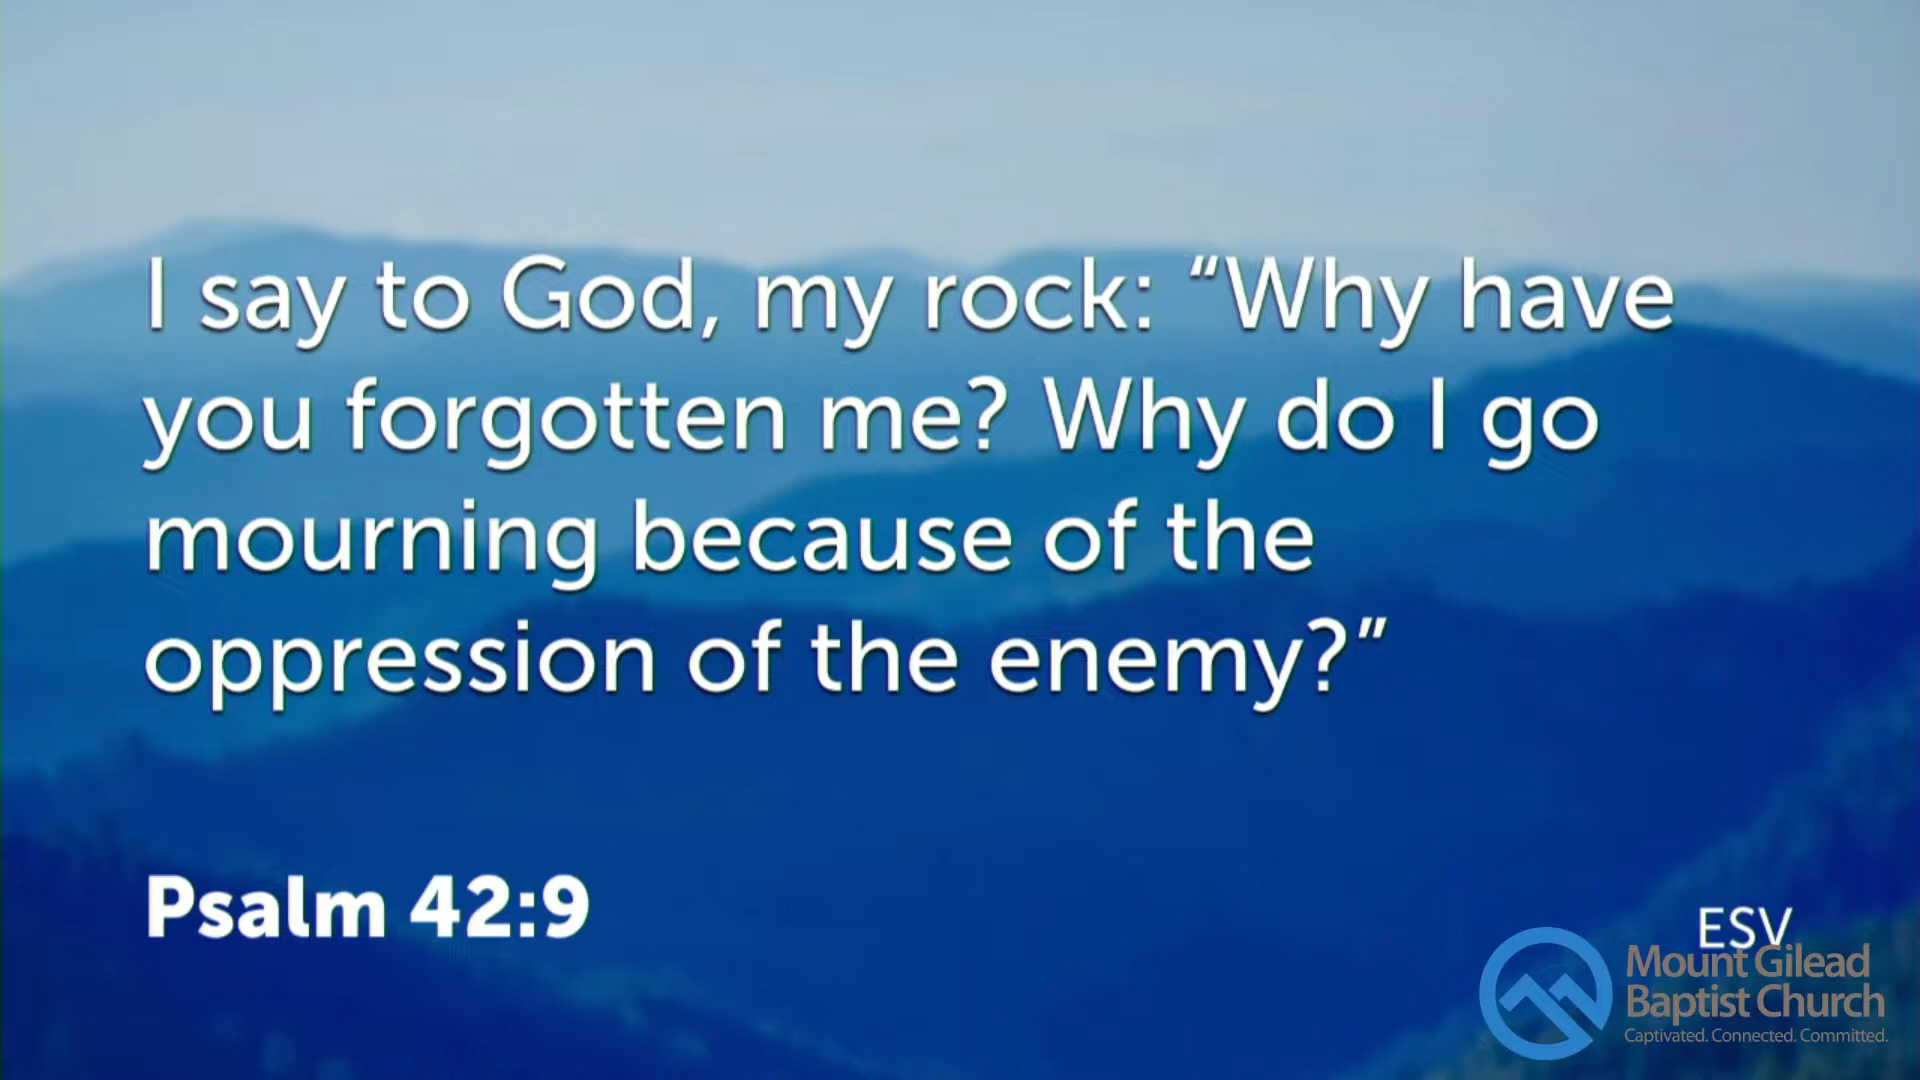 I say to God, my rock: “Why have
you forgotten me? Why do I go
mourning because of the
oppression of the enemy?”
Psalm 42:9
ESV
Mount Gilead
Baptist Church
Captivated. Connected. Committed.